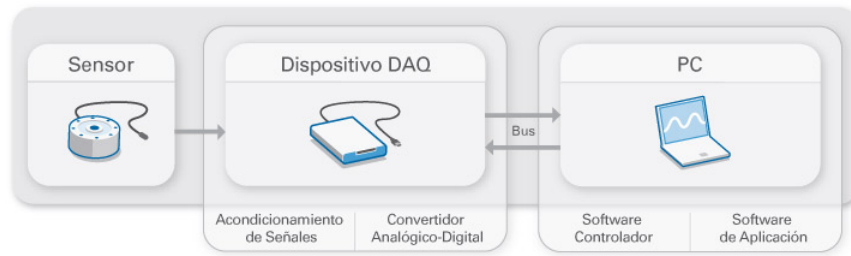 Sensor
Dispositivo DAQ
PC
Bus
Acondicionamiento
de Señales
Convertidor
Analógico-Digital
Software
Controlador
Software
de Aplicación